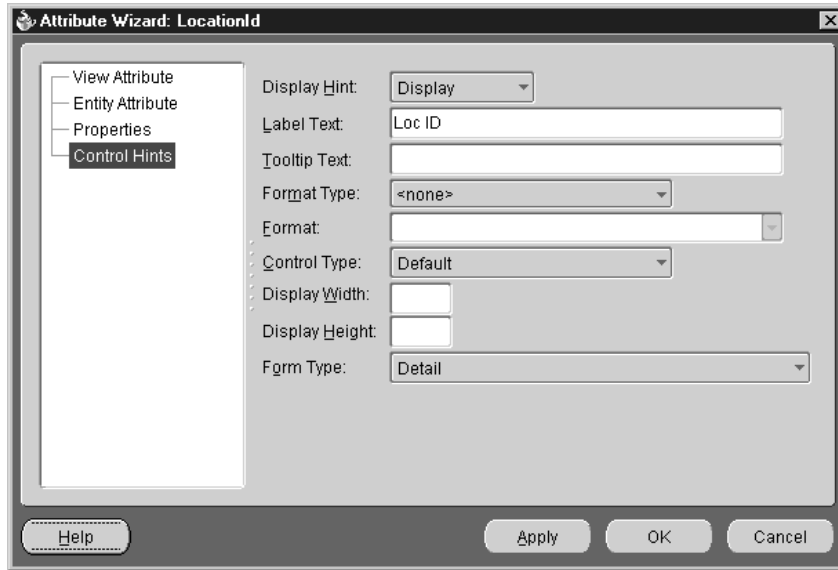 Attribute Wizard: LocationId
View Attribute
Entity Attribute
Properties
Control Hints
Display Hint: Display
Label Text: Loc ID
Tooltip Text:
Format Type: <none>
Format:
Control Type: Default
Display Width:
Display Height:
Form Type: Detail
Help Apply OK Cancel